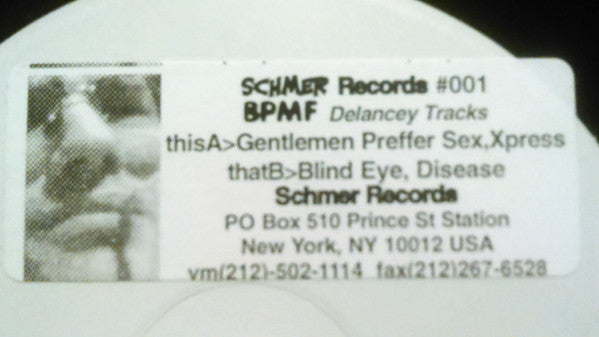 SCHMER Records #001
BPMF Delancey Tracks
thisA>Gentlemen Preffer Sex,Xpress
thatB>Blind Eye, Disease
Schmer Records
PO Box 510 Prince St Station
New York, NY 10012 USA
vm(212)-502-1114 fax(212)267-6528